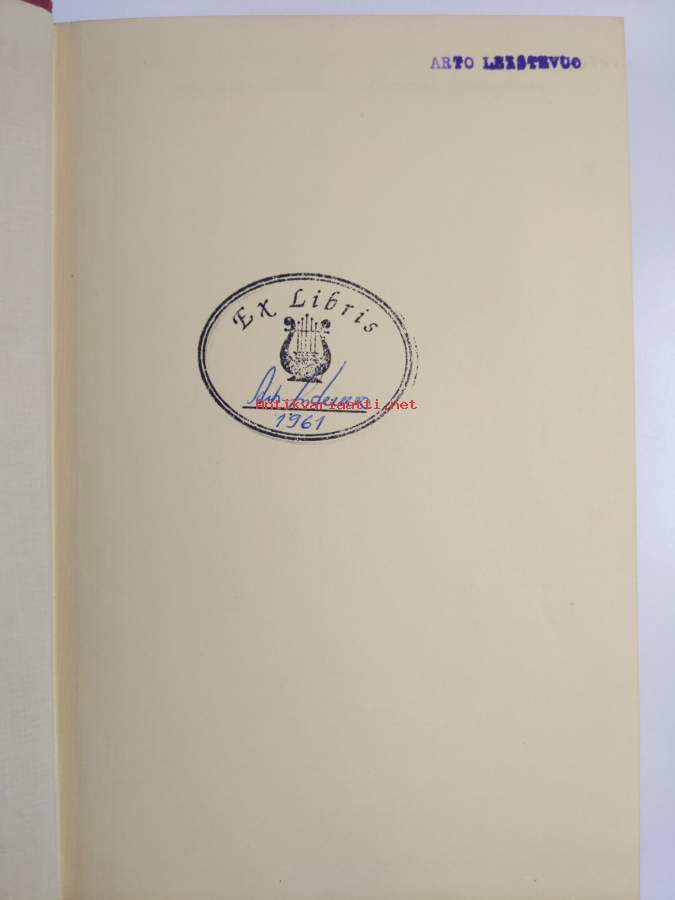 ARTO LEISTEVUO
Ex Libris
antikvariaatti.net
1961